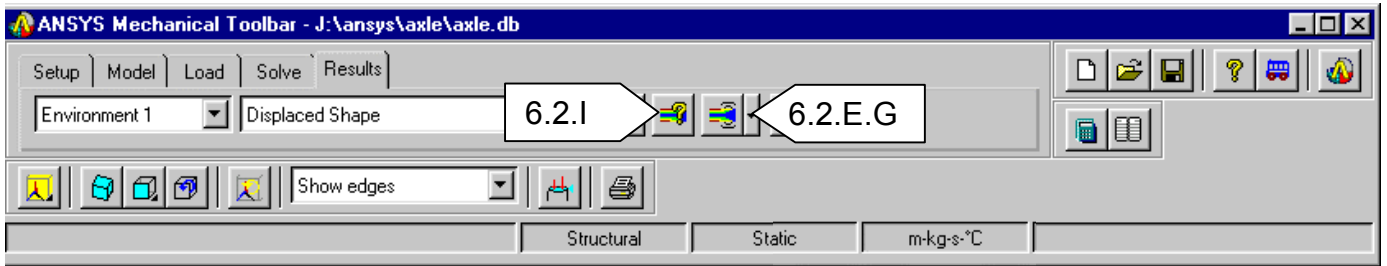 ANSYS Mechanical Toolbar - J:\ansys\axle\axle.db
Setup Model Load Solve Results
Environment 1 Displaced Shape 6.2.I 6.2.E.G
Show edges
Structural Static m-kg-s-°C